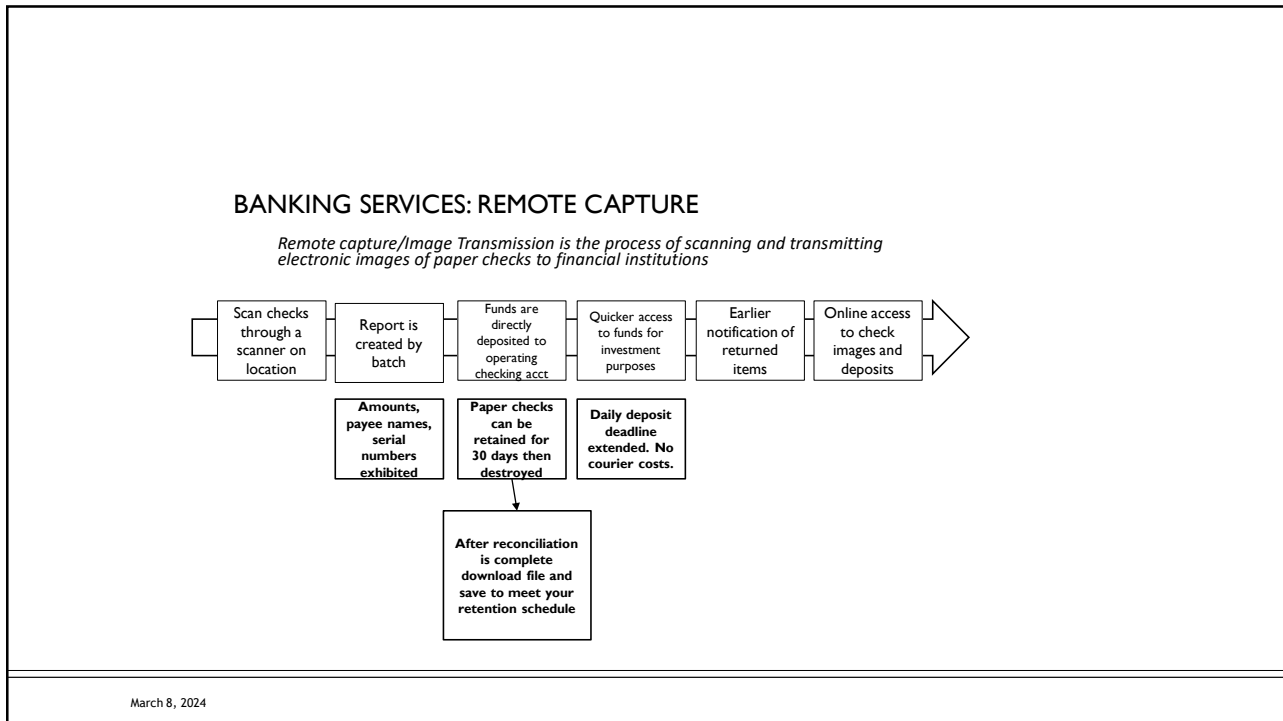 BANKING SERVICES: REMOTE CAPTURE
Remote capture/Image Transmission is the process of scanning and transmitting
electronic images of paper checks to financial institutions
Scan checks
through a
scanner on
location
Report is
created by
batch
Funds are
directly
deposited to
operating
checking acct
Quicker access
to funds for
investment
purposes
Earlier
notification of
returned
items
Online access
to check
images and
deposits
Amounts,
payee names,
serial
numbers
exhibited
Paper checks
can be
retained for
30 days then
destroyed
Daily deposit
deadline
extended. No
courier costs.
After reconciliation
is complete
download file and
save to meet your
retention schedule
March 8, 2024